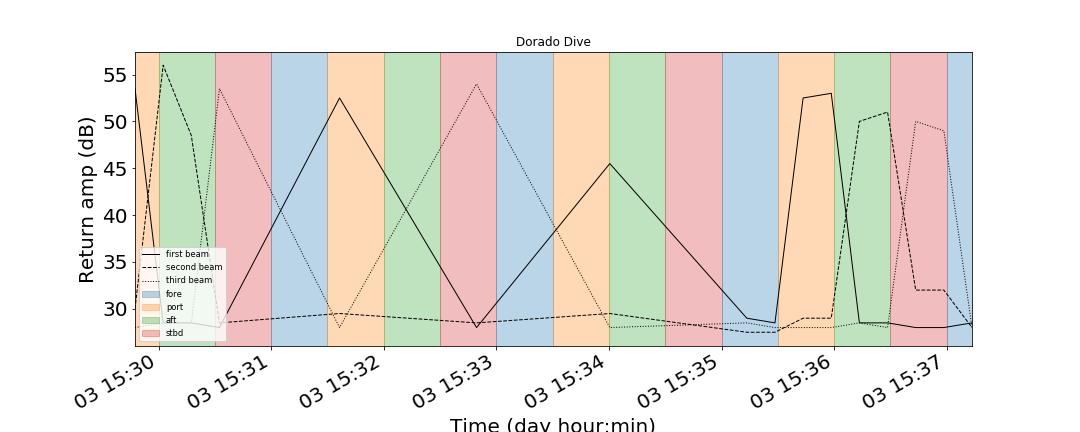 Dorado Dive
Return amp (dB)
55
50
45
40
35
30
first beam
second beam
third beam
fore
port
aft
stbd
03 15:30
03 15:31
03 15:32
03 15:33
03 15:34
03 15:35
03 15:36
03 15:37
Time (day hour:min)